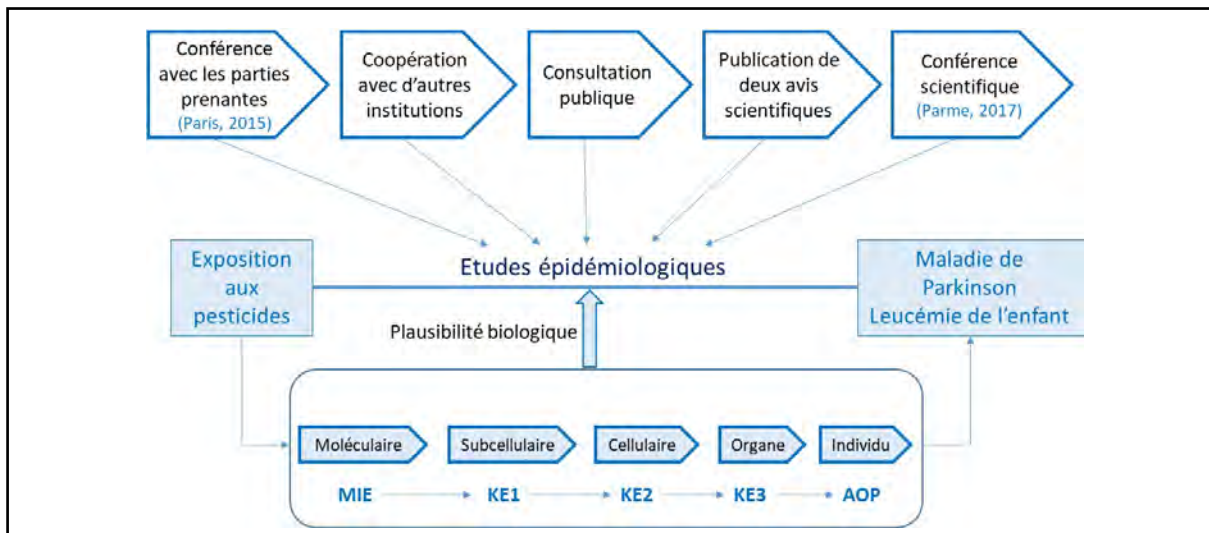 Conférence
avec les parties
prenantes
(Paris, 2015)
Coopération
avec d'autres
institutions
Consultation
publique
Publication de
deux avis
scientifiques
Conférence
scientifique
(Parme, 2017)
Exposition
aux
pesticides
Etudes épidémiologiques
Maladie de
Parkinson
Leucémie de l'enfant
Plausibilité biologique
Moléculaire
Subcellulaire
Cellulaire
Organe
Individu
MIE
KE1
KE2
KE3
AOP